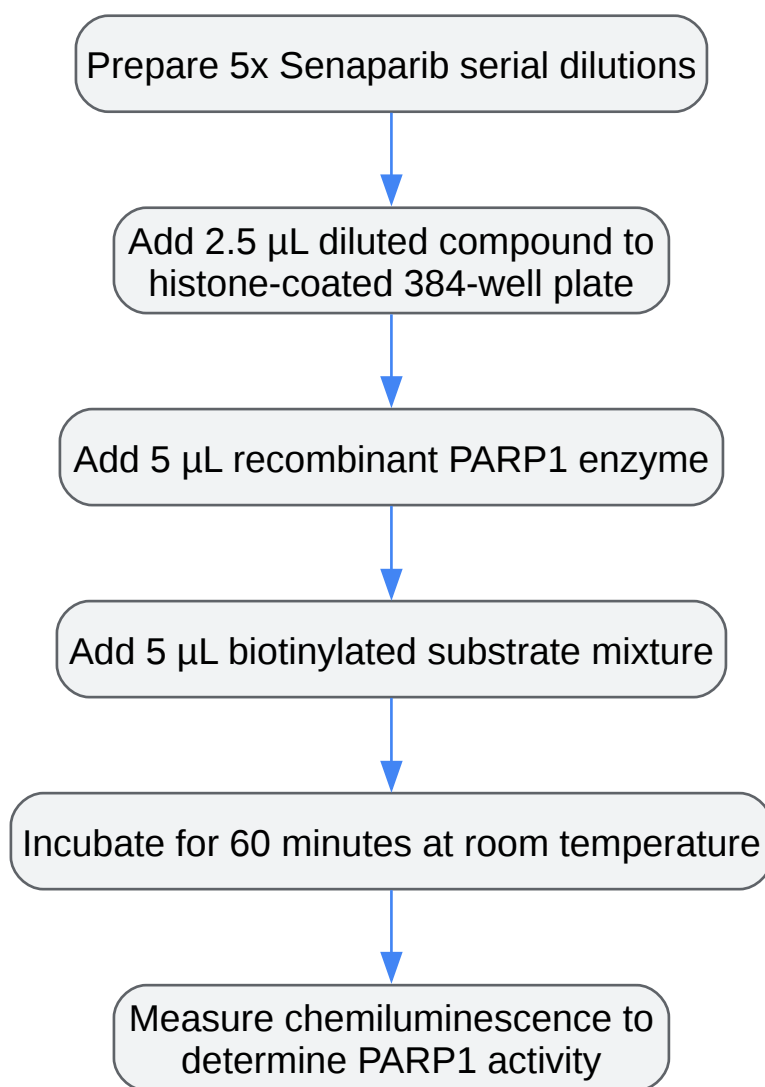 Prepare 5x Senaparib serial dilutions
Add 2.5 µL diluted compound to
histone-coated 384-well plate
Add 5 µL recombinant PARP1 enzyme
Add 5 µL biotinylated substrate mixture
Incubate for 60 minutes at room temperature
Measure chemiluminescence to
determine PARP1 activity